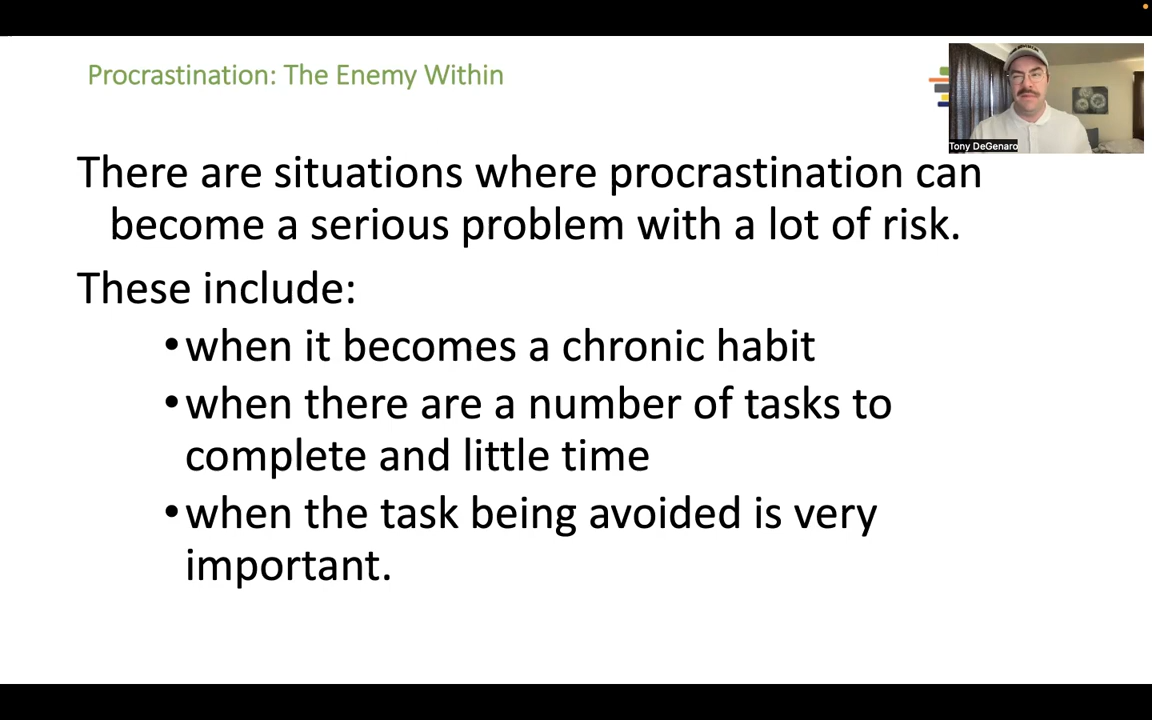 Procrastination: The Enemy Within
Tony DeGenaro
There are situations where procrastination can
become a serious problem with a lot of risk.
These include:
•when it becomes a chronic habit
•when there are a number of tasks to
complete and little time
•when the task being avoided is very
important.